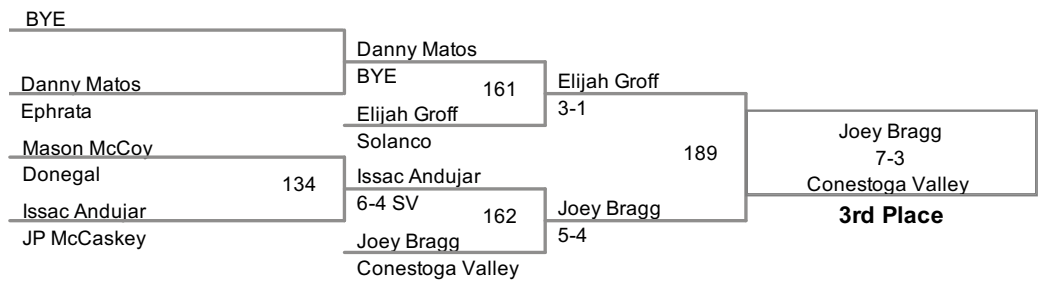 BYE
Danny Matos
Ephrata
Mason McCoy
Donegal
134
Issac Andujar
JP McCaskey
Danny Matos
BYE
161
Elijah Groff
Solanco
Issac Andujar
6-4 SV
162
Joey Bragg
Conestoga Valley
Elijah Groff
3-1
189
Joey Bragg
5-4
Joey Bragg
7-3
Conestoga Valley
3rd Place